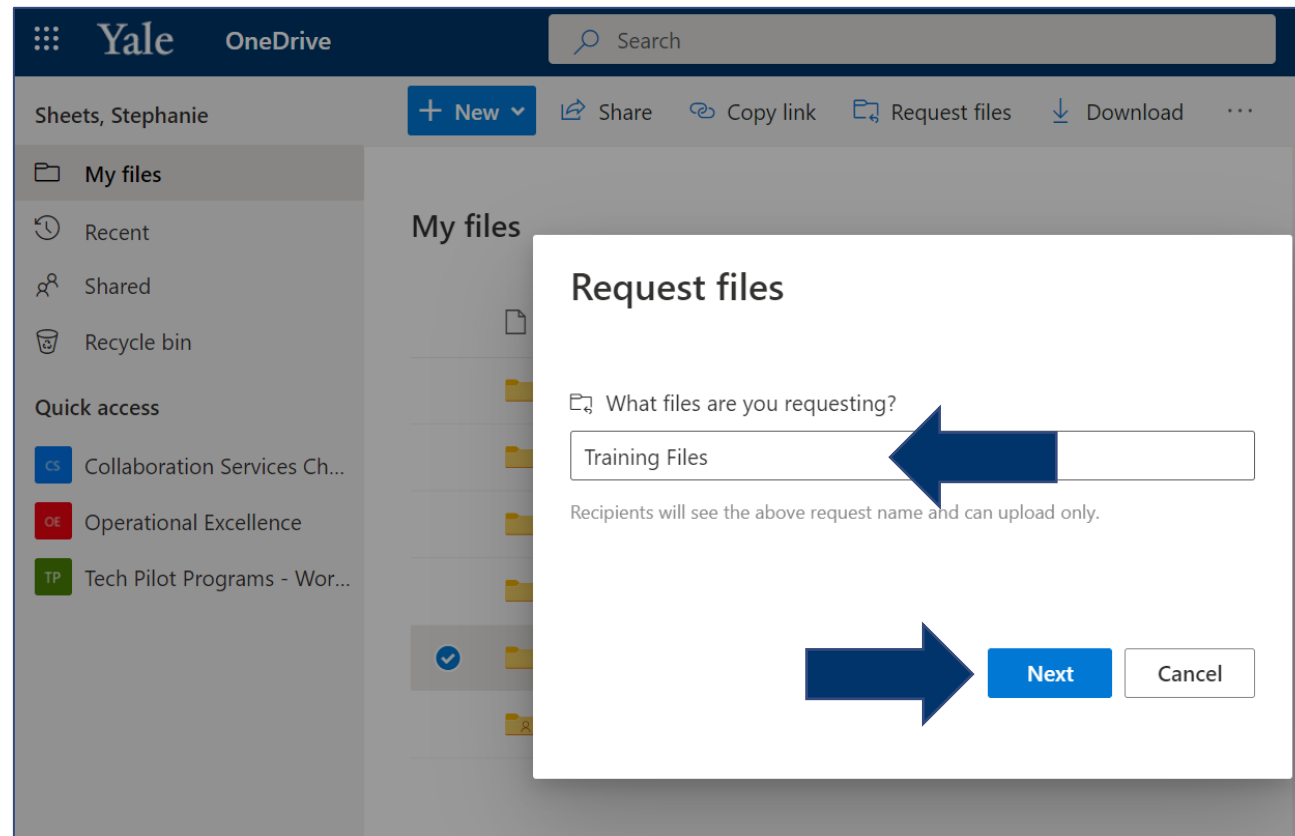 Yale OneDrive Search
Sheets, Stephanie
+ New Share Copy link Request files Download ...
My files
Recent
Shared
Recycle bin
Quick access
CS Collaboration Services Ch...
OE Operational Excellence
TP Tech Pilot Programs - Wor...
My files
Request files
What files are you requesting?
Training Files
Recipients will see the above request name and can upload only.
Next Cancel